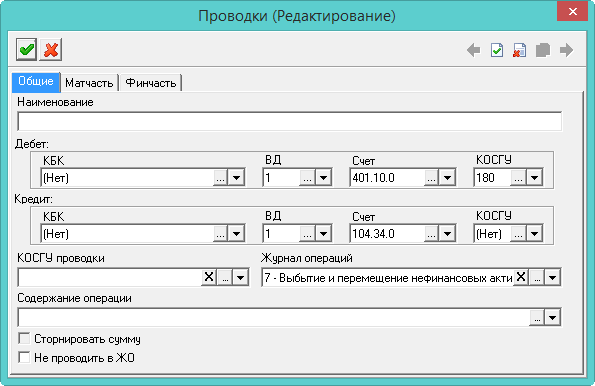 Проводки (Редактирование)
Общие Матчасть Финчасть
Наименование
Дебет:
КБК ВД Счет КОСГУ
(Нет) ... 1 ... 401.10.0 ... 180 ...
Кредит:
КБК ВД Счет КОСГУ
(Нет) ... 1 ... 104.34.0 ... (Нет) ...
КОСГУ проводки Журнал операций
X ... 7 - Выбытие и перемещение нефинансовых акти X ...
Содержание операции
...
Сторнировать сумму
Не проводить в ЖО